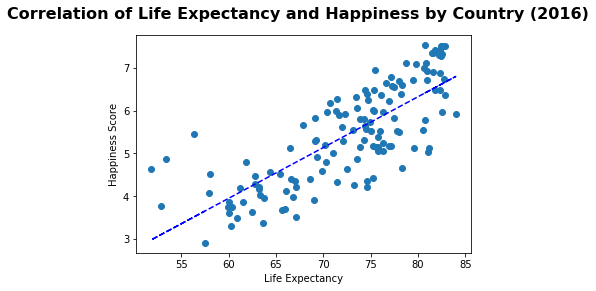 Correlation of Life Expectancy and Happiness by Country (2016)
7
6
5
4
3
Happiness Score
55 60 65 70 75 80 85
Life Expectancy